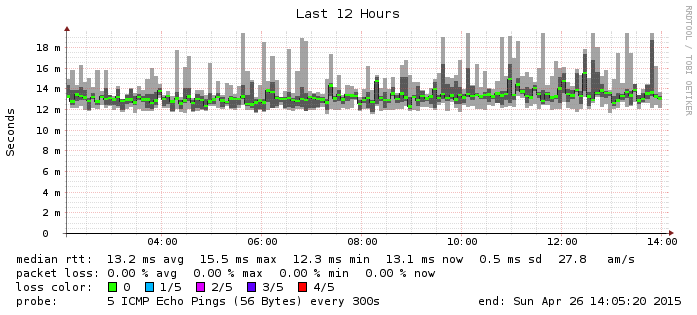 Last 12 Hours
RRDTOOL / TOBI OETIKER
Seconds
18 m
16 m
14 m
12 m
10 m
8 m
6 m
4 m
2 m
0
04:00 06:00 08:00 10:00 12:00 14:00
median rtt: 13.2 ms avg 15.5 ms max 12.3 ms min 13.1 ms now 0.5 ms sd 27.8 am/s
packet loss: 0.00 % avg 0.00 % max 0.00 % min 0.00 % now
loss color: 0 1/5 2/5 3/5 4/5
probe: 5 ICMP Echo Pings (56 Bytes) every 300s end: Sun Apr 26 14:05:20 2015